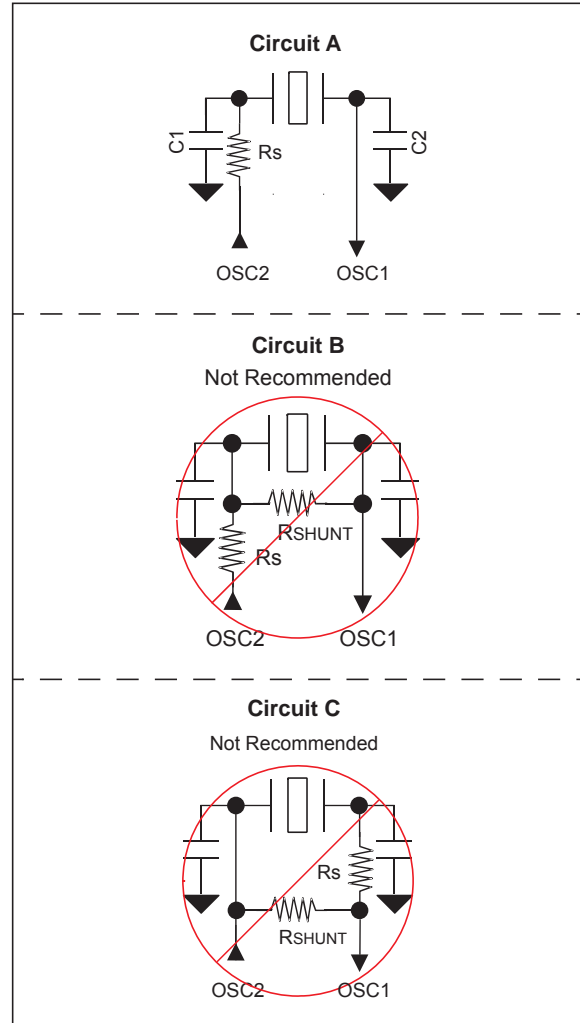 Circuit A
C1
Rs
C2
OSC2
OSC1
Circuit B
Not Recommended
RSHUNT
Rs
OSC2
OSC1
Circuit C
Not Recommended
Rs
RSHUNT
OSC2
OSC1